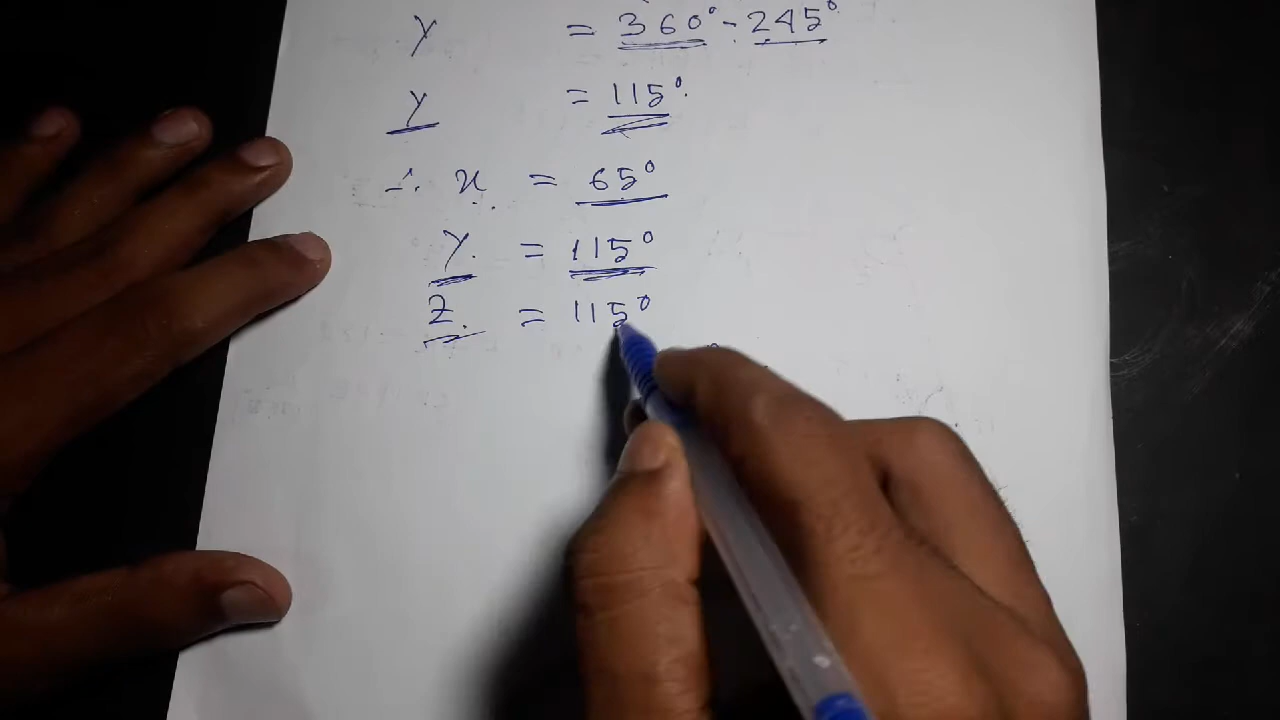 y = 360° - 245°
y = 115°.
∴ x = 65°
y. = 115°
z. = 115°